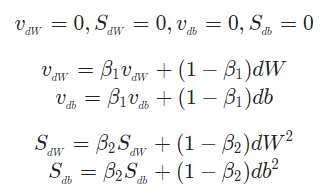 v_{dW} = 0, S_{dW} = 0, v_{db} = 0, S_{db} = 0
v_{dW} = β_1 v_{dW} + (1 − β_1)dW
v_{db} = β_1 v_{db} + (1 − β_1)db
S_{dW} = β_2 S_{dW} + (1 − β_2)dW^2
S_{db} = β_2 S_{db} + (1 − β_2)db^2